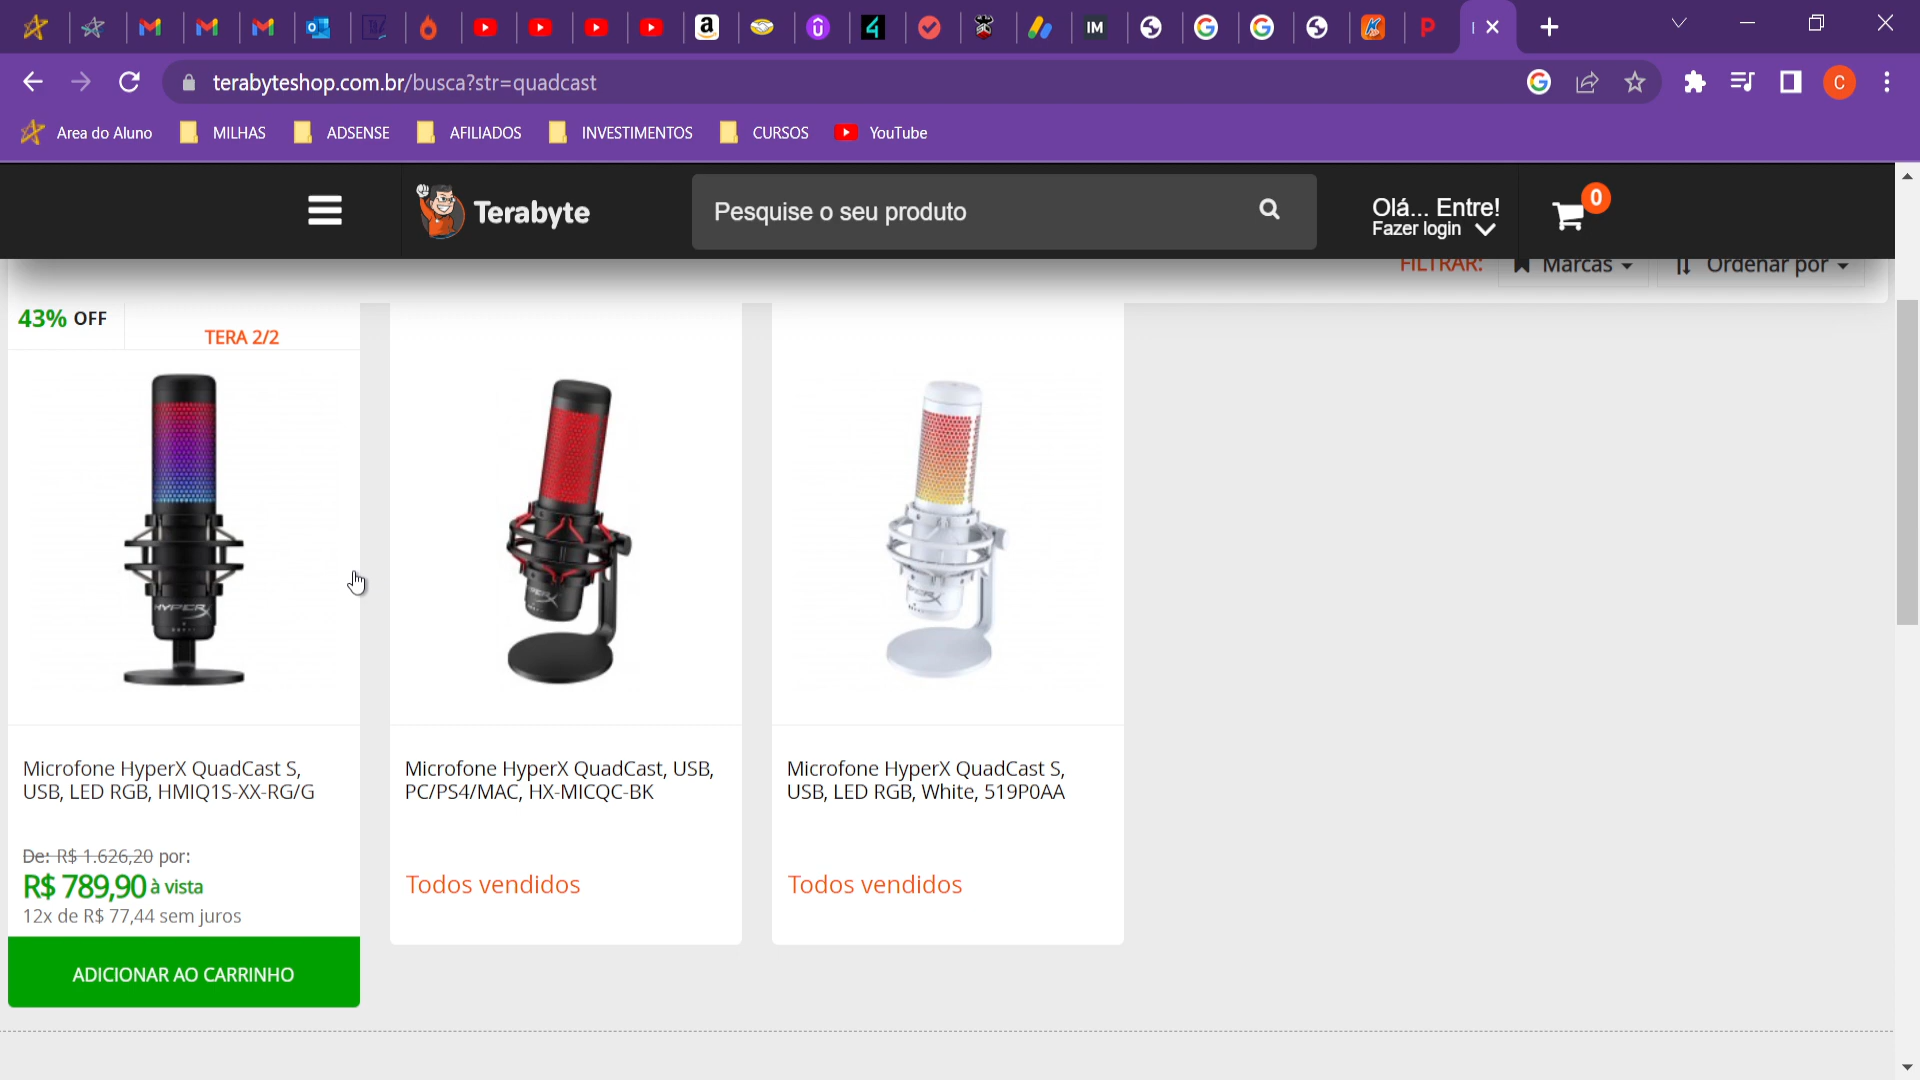 terabyteshop.com.br/busca?str=quadcast
C
Area do Aluno
MILHAS
ADSENSE
AFILIADOS
INVESTIMENTOS
CURSOS
YouTube
IM
Terabyte
Pesquise o seu produto
Olá... Entre!
Fazer login
0
FILTRAR:
Marcas
Ordenar por
43% OFF
TERA 2/2
HYPERX
Microfone HyperX QuadCast S,
USB, LED RGB, HMIQ1S-XX-RG/G
De: R$ 1.626,20 por:
R$ 789,90 à vista
12x de R$ 77,44 sem juros
ADICIONAR AO CARRINHO
Microfone HyperX QuadCast, USB,
PC/PS4/MAC, HX-MICQC-BK
Todos vendidos
Microfone HyperX QuadCast S,
USB, LED RGB, White, 519P0AA
Todos vendidos